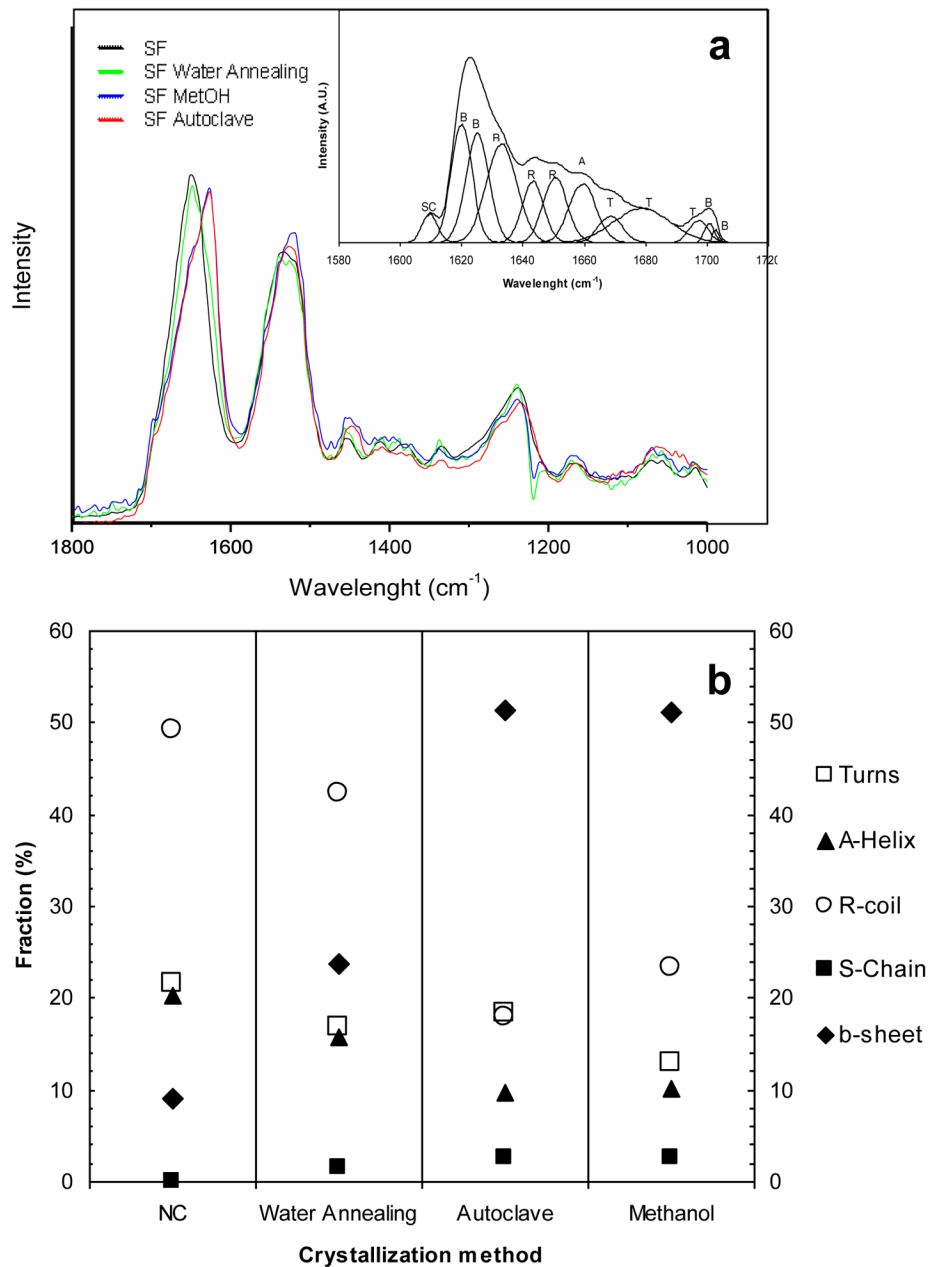 a
SF
SF Water Annealing
SF MetOH
SF Autoclave
Intensity
Intensity (A.U.)
SC
B
B
B
R
R
A
T
T
T
B
B
1580
1600
1620
1640
1660
1680
1700
1720
Wavelenght (cm-1)
1800
1600
1400
1200
1000
Wavelenght (cm-1)
b
60
50
40
30
20
10
0
Fraction (%)
60
50
40
30
20
10
0
NC
Water Annealing
Autoclave
Methanol
Crystallization method
Turns
A-Helix
R-coil
S-Chain
b-sheet